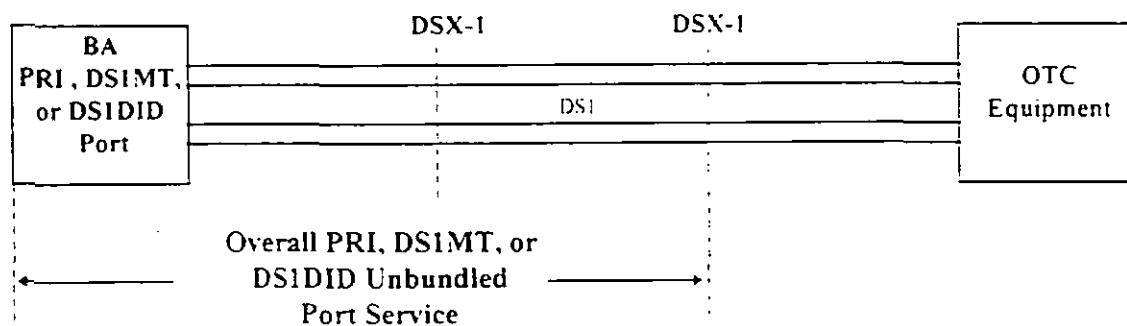 DSX-1
DSX-1
BA
PRI, DS1MT,
or DS1DID
Port
DS1
OTC
Equipment
Overall PRI, DS1MT, or
DS1DID Unbundled
Port Service